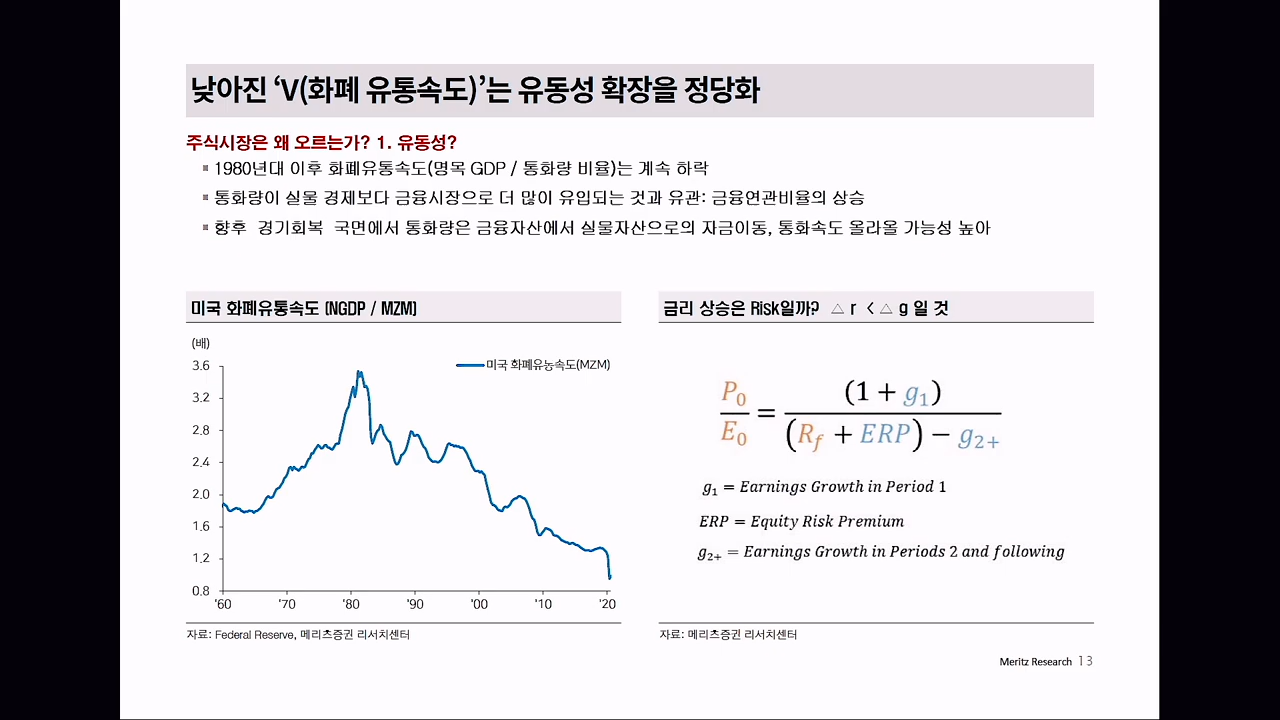 낮아진 ‘V(화폐 유통속도)’는 유동성 확장을 정당화
주식시장은 왜 오르는가? 1. 유동성?
▪ 1980년대 이후 화폐유통속도(명목 GDP / 통화량 비율)는 계속 하락
▪ 통화량이 실물 경제보다 금융시장으로 더 많이 유입되는 것과 유관: 금융연관비율의 상승
▪ 향후 경기회복 국면에서 통화량은 금융자산에서 실물자산으로의 자금이동, 통화속도 올라올 가능성 높아
미국 화폐유통속도 (NGDP / MZM)
(배)
미국 화폐유동속도(MZM)
3.6
3.2
2.8
2.4
2.0
1.6
1.2
0.8
'60 '70 '80 '90 '00 '10 '20
자료: Federal Reserve, 메리츠증권 리서치센터
금리 상승은 Risk일까? △ r < △ g 일 것
P₀/E₀ = (1 + g₁)/((R_f + ERP) − g₂₊)
g₁ = Earnings Growth in Period 1
ERP = Equity Risk Premium
g₂₊ = Earnings Growth in Periods 2 and following
자료: 메리츠증권 리서치센터
Meritz Research 13